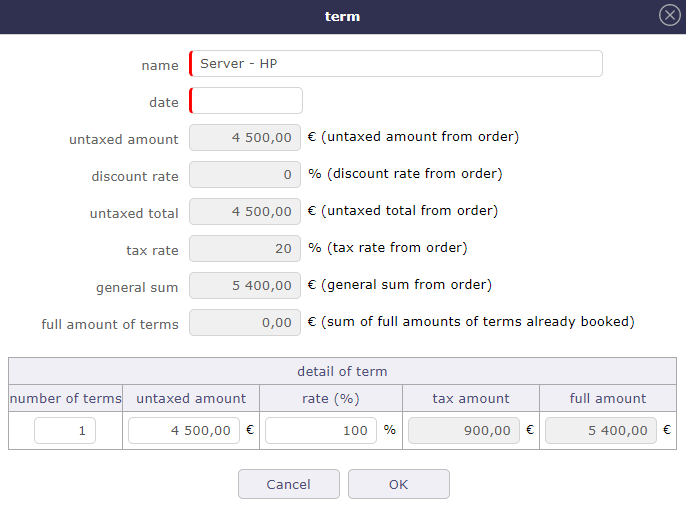 term
name Server - HP
date
untaxed amount 4 500,00 € (untaxed amount from order)
discount rate 0 % (discount rate from order)
untaxed total 4 500,00 € (untaxed total from order)
tax rate 20 % (tax rate from order)
general sum 5 400,00 € (general sum from order)
full amount of terms 0,00 € (sum of full amounts of terms already booked)
detail of term
number of terms untaxed amount rate (%) tax amount full amount
1 4 500,00 € 100 % 900,00 € 5 400,00 €
Cancel OK